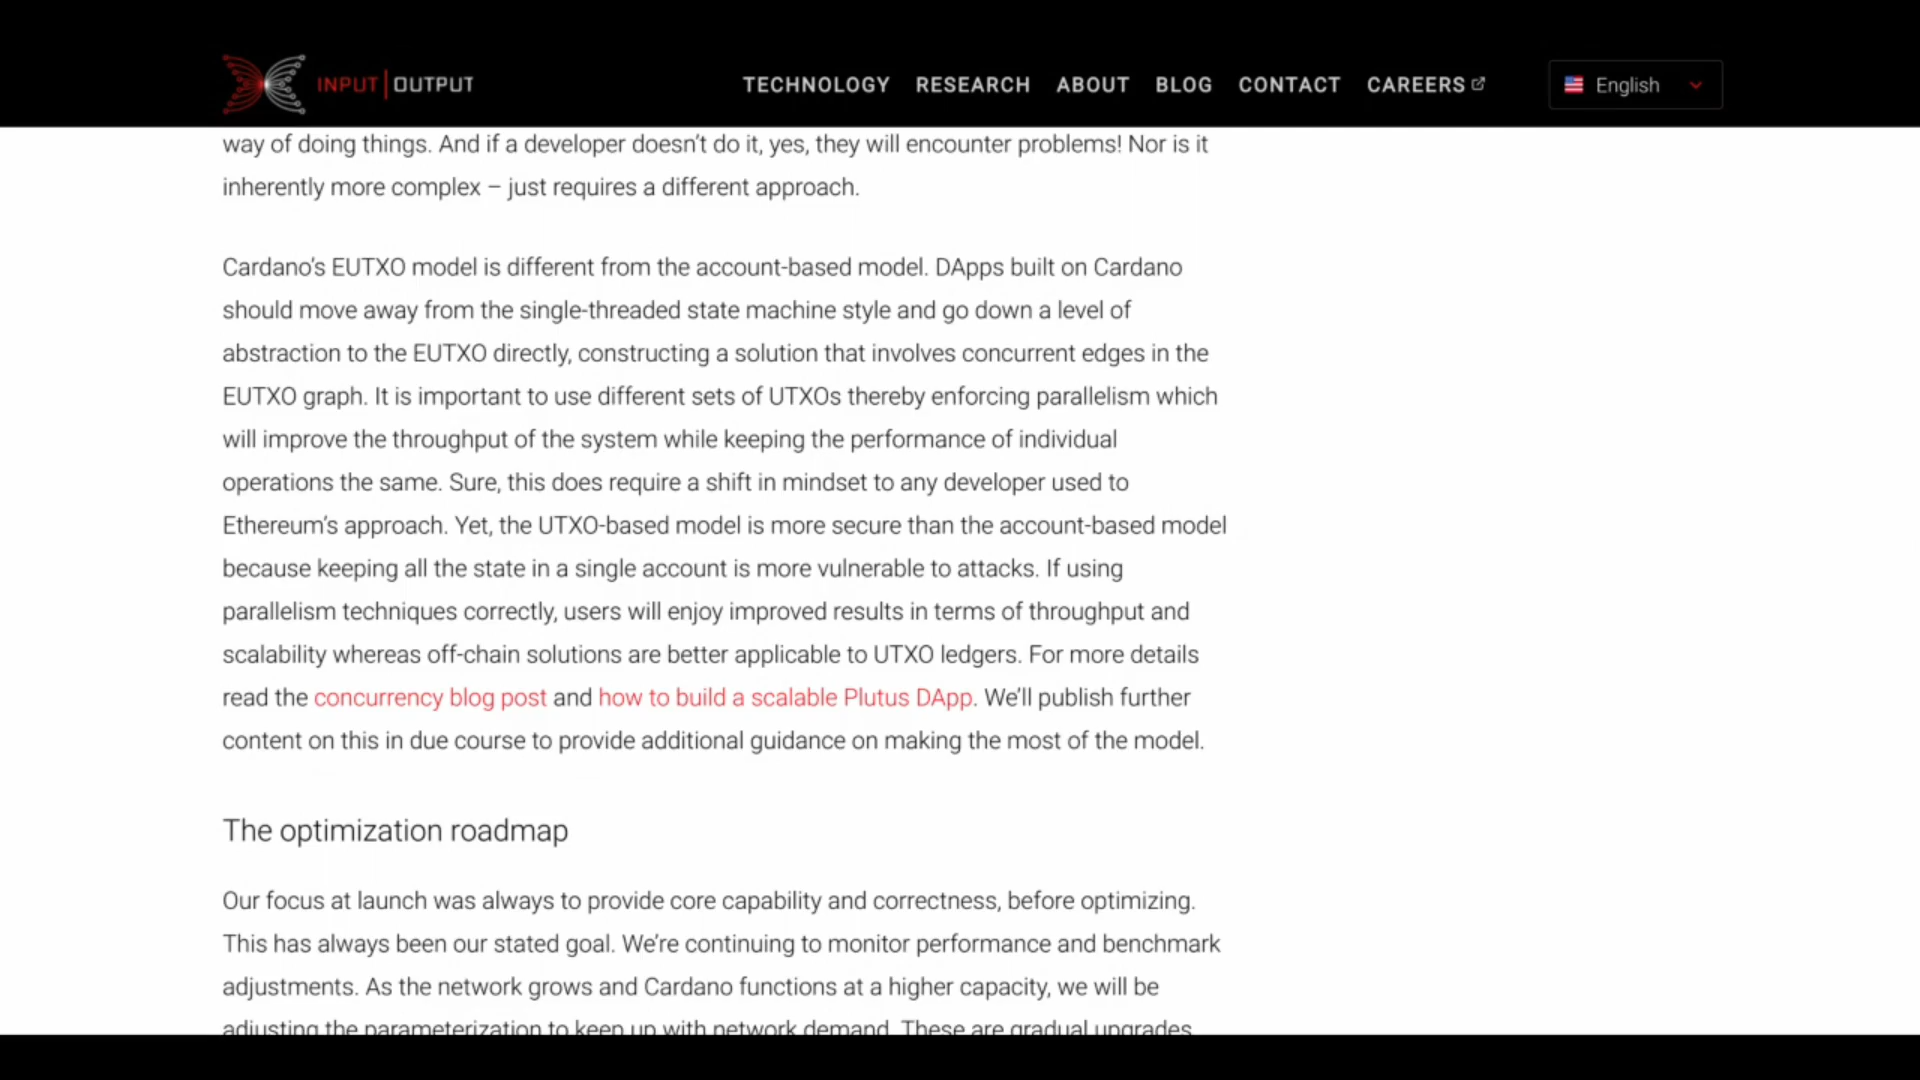 INPUT | OUTPUT
TECHNOLOGY RESEARCH ABOUT BLOG CONTACT CAREERS
English
way of doing things. And if a developer doesn’t do it, yes, they will encounter problems! Nor is it
inherently more complex – just requires a different approach.
Cardano’s EUTXO model is different from the account-based model. DApps built on Cardano
should move away from the single-threaded state machine style and go down a level of
abstraction to the EUTXO directly, constructing a solution that involves concurrent edges in the
EUTXO graph. It is important to use different sets of UTXOs thereby enforcing parallelism which
will improve the throughput of the system while keeping the performance of individual
operations the same. Sure, this does require a shift in mindset to any developer used to
Ethereum’s approach. Yet, the UTXO-based model is more secure than the account-based model
because keeping all the state in a single account is more vulnerable to attacks. If using
parallelism techniques correctly, users will enjoy improved results in terms of throughput and
scalability whereas off-chain solutions are better applicable to UTXO ledgers. For more details
read the concurrency blog post and how to build a scalable Plutus DApp. We’ll publish further
content on this in due course to provide additional guidance on making the most of the model.
The optimization roadmap
Our focus at launch was always to provide core capability and correctness, before optimizing.
This has always been our stated goal. We’re continuing to monitor performance and benchmark
adjustments. As the network grows and Cardano functions at a higher capacity, we will be
adjusting the parameterization to keep up with network demand. These are gradual upgrades